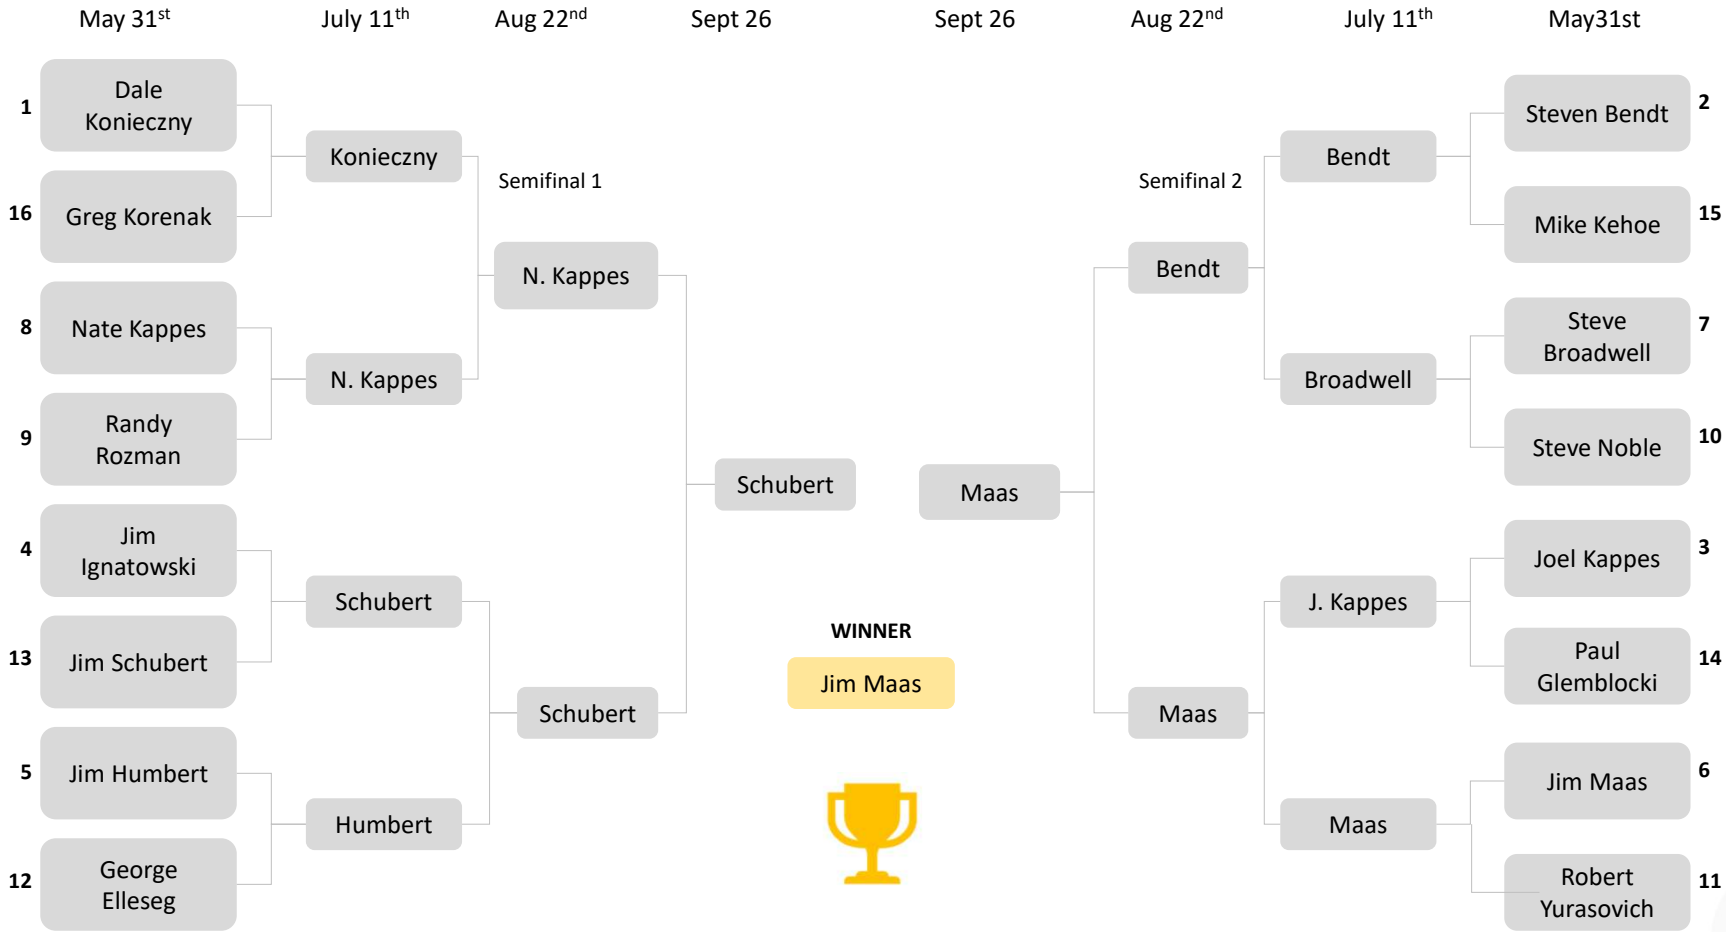 May 31st
July 11th
Aug 22nd
Sept 26
Sept 26
Aug 22nd
July 11th
May31st
1
Dale
Konieczny
16
Greg Korenak
8
Nate Kappes
9
Randy
Rozman
4
Jim
Ignatowski
13
Jim Schubert
5
Jim Humbert
12
George
Elleseg
Konieczny
N. Kappes
Schubert
Humbert
Semifinal 1
N. Kappes
Schubert
Schubert
WINNER
Jim Maas
Maas
Semifinal 2
Bendt
Maas
Bendt
Broadwell
J. Kappes
Maas
Steven Bendt
2
Mike Kehoe
15
Steve
Broadwell
7
Steve Noble
10
Joel Kappes
3
Paul
Glemblocki
14
Jim Maas
6
Robert
Yurasovich
11